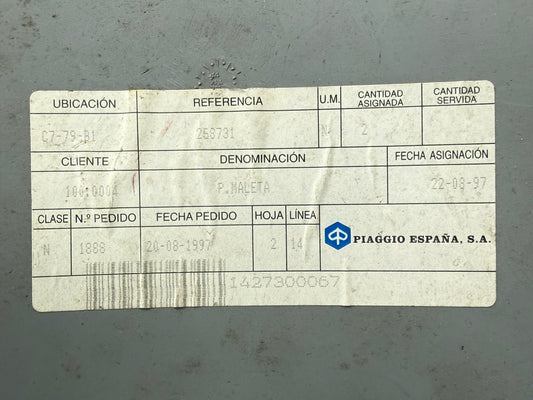 UBICACIÓN REFERENCIA U.M. CANTIDAD ASIGNADA CANTIDAD SERVIDA
C7-79-B1 258731 N 2
CLIENTE DENOMINACIÓN FECHA ASIGNACIÓN
1000004 P.MALETA 22-08-97
CLASE N.º PEDIDO FECHA PEDIDO HOJA LÍNEA
N 1888 20-08-1997 2 14
PIAGGIO ESPAÑA, S.A.
1427300067